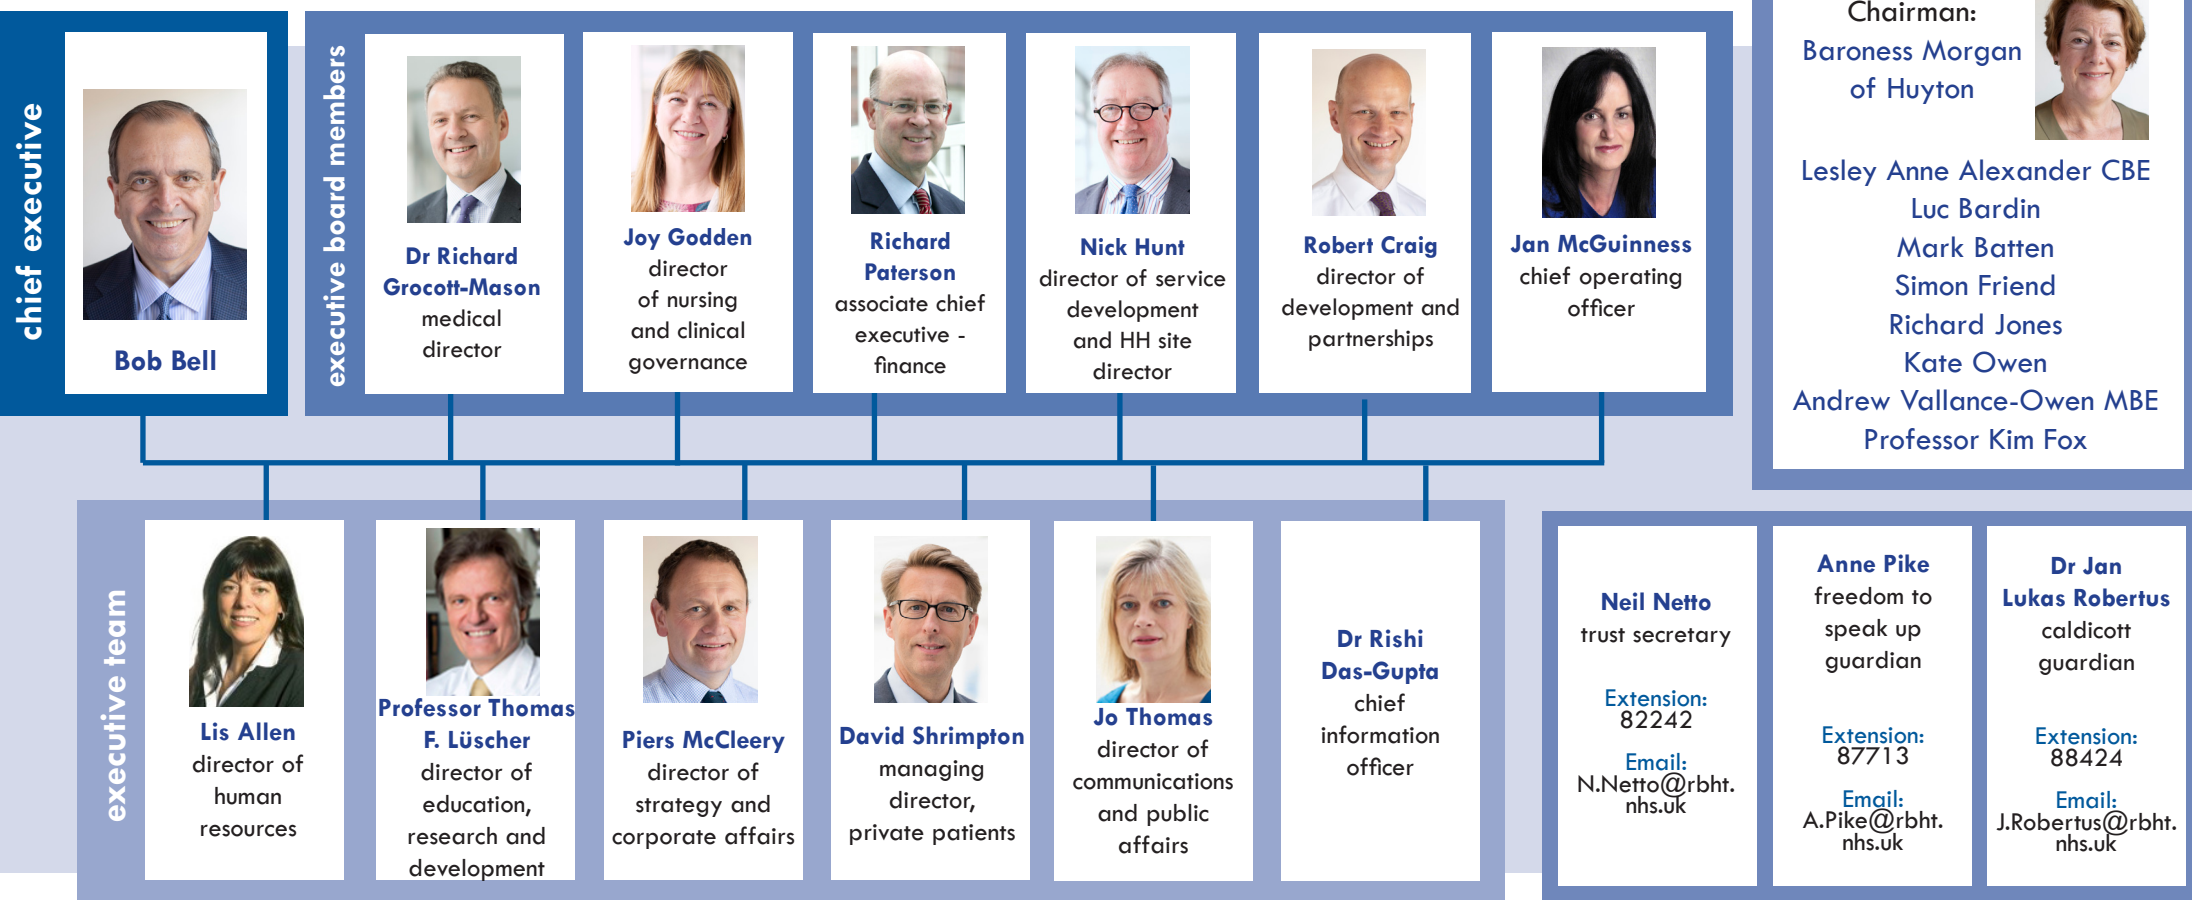 chief executive
Bob Bell
executive board members
Dr Richard
Grocott-Mason
medical
director
Joy Godden
director
of nursing
and clinical
governance
Richard
Paterson
associate chief
executive -
finance
Nick Hunt
director of service
development
and HH site
director
Robert Craig
director of
development and
partnerships
Jan McGuinness
chief operating
officer
Chairman:
Baroness Morgan
of Huyton
Lesley Anne Alexander CBE
Luc Bardin
Mark Batten
Simon Friend
Richard Jones
Kate Owen
Andrew Vallance-Owen MBE
Professor Kim Fox
executive team
Lis Allen
director of
human
resources
Professor Thomas
F. Lüscher
director of
education,
research and
development
Piers McCleery
director of
strategy and
corporate affairs
David Shrimpton
managing
director,
private patients
Jo Thomas
director of
communications
and public
affairs
Dr Rishi
Das-Gupta
chief
information
officer
Neil Netto
trust secretary
Extension:
82242
Email:
N.Netto@rbht.
nhs.uk
Anne Pike
freedom to
speak up
guardian
Extension:
87713
Email:
A.Pike@rbht.
nhs.uk
Dr Jan
Lukas Robertus
caldicott
guardian
Extension:
88424
Email:
J.Robertus@rbht.
nhs.uk